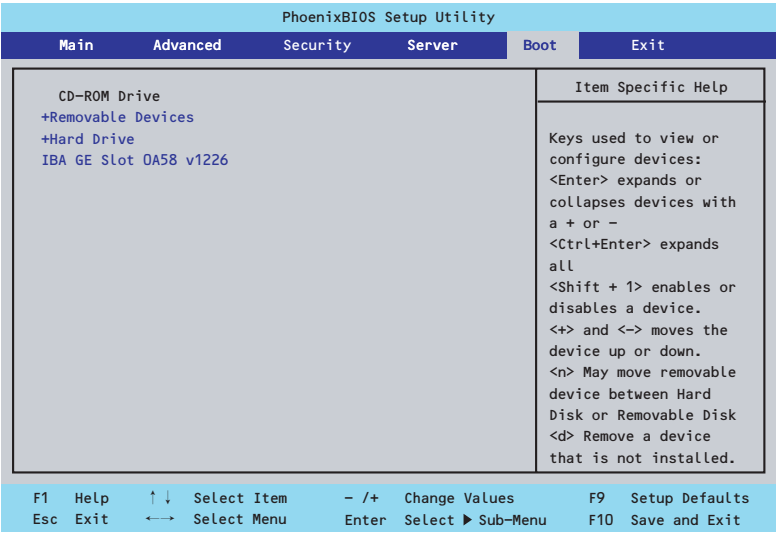 PhoenixBIOS Setup Utility
Main Advanced Security Server Boot Exit
CD-ROM Drive
+Removable Devices
+Hard Drive
IBA GE Slot OA58 v1226
Item Specific Help
Keys used to view or
configure devices:
<Enter> expands or
collapses devices with
a + or -
<Ctrl+Enter> expands
all
<Shift + 1> enables or
disables a device.
<+> and <-> moves the
device up or down.
<n> May move removable
device between Hard
Disk or Removable Disk
<d> Remove a device
that is not installed.
F1 Help ↑↓ Select Item - /+ Change Values F9 Setup Defaults
Esc Exit ←→ Select Menu Enter Select ▶ Sub-Menu F10 Save and Exit